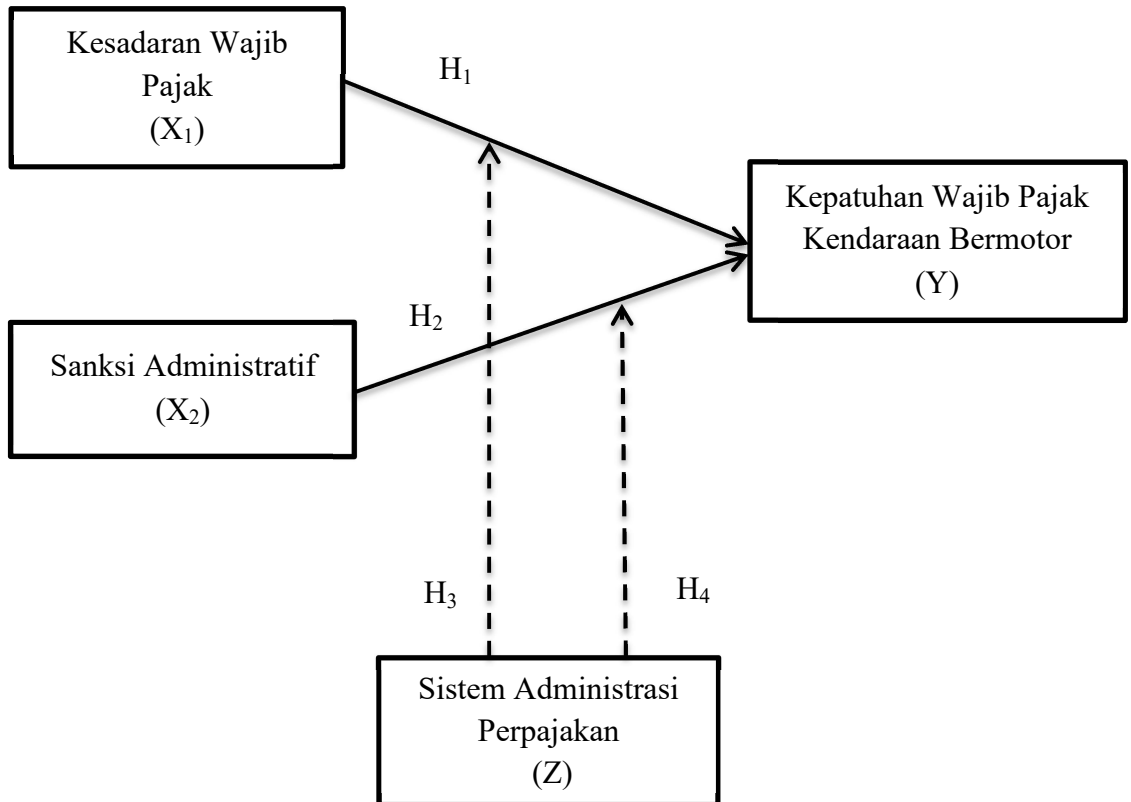 Kesadaran Wajib
Pajak
(X₁)
H₁
Kepatuhan Wajib Pajak
Kendaraan Bermotor
(Y)
H₂
Sanksi Administratif
(X₂)
H₃
H₄
Sistem Administrasi
Perpajakan
(Z)